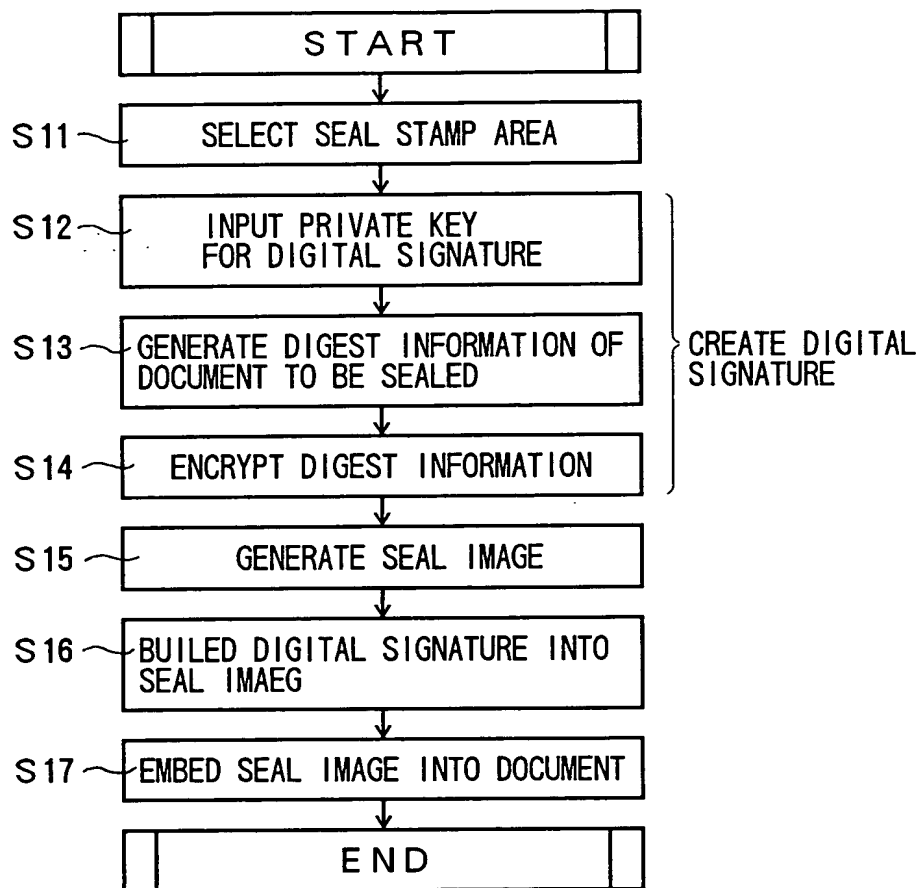 START
S11 SELECT SEAL STAMP AREA
S12 INPUT PRIVATE KEY
FOR DIGITAL SIGNATURE
S13 GENERATE DIGEST INFORMATION OF
DOCUMENT TO BE SEALED
CREATE DIGITAL
SIGNATURE
S14 ENCRYPT DIGEST INFORMATION
S15 GENERATE SEAL IMAGE
S16 BUILED DIGITAL SIGNATURE INTO
SEAL IMAEG
S17 EMBED SEAL IMAGE INTO DOCUMENT
END